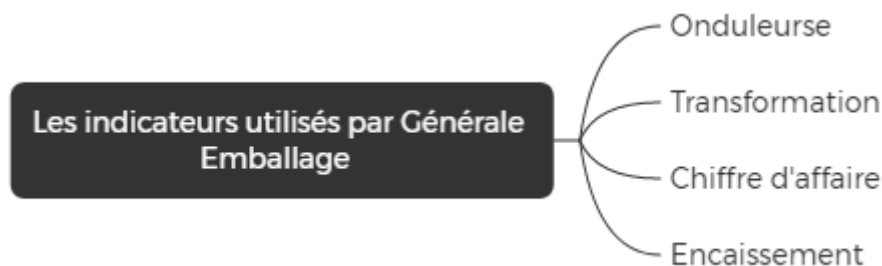 Les indicateurs utilisés par Générale
Emballage
Onduleurse
Transformation
Chiffre d'affaire
Encaissement